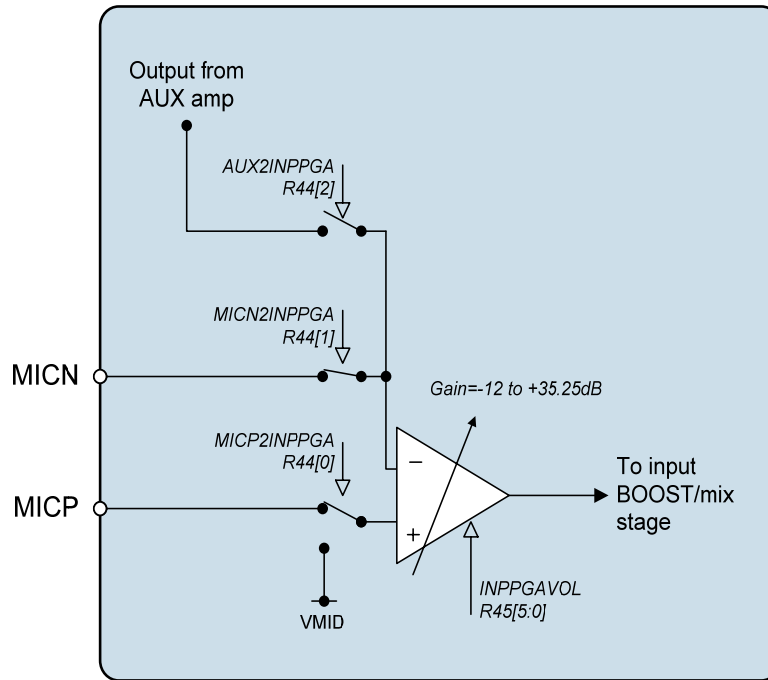 Output from
AUX amp
AUX2INPPGA
R44[2]
MICN2INPPGA
R44[1]
MICN
Gain=-12 to +35.25dB
MICP2INPPGA
R44[0]
MICP
−
+
To input
BOOST/mix
stage
VMID
INPPGAVOL
R45[5:0]